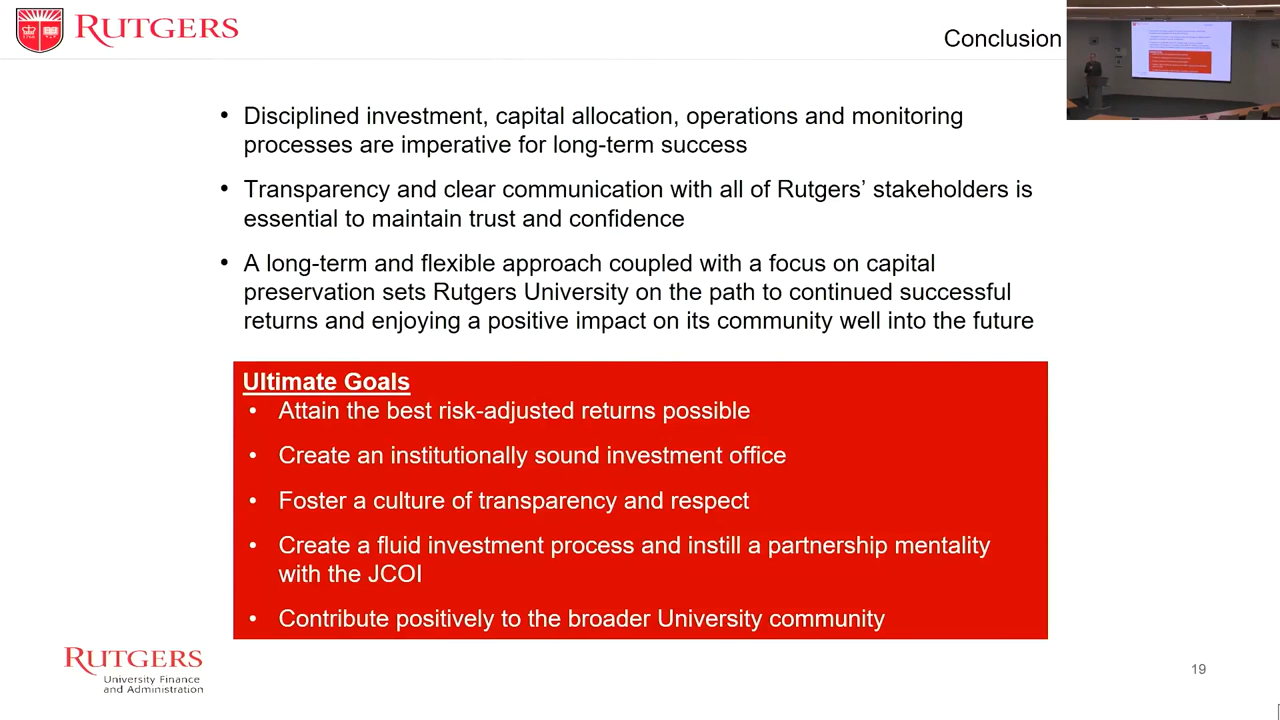 RUTGERS
Conclusion
• Disciplined investment, capital allocation, operations and monitoring
processes are imperative for long-term success
• Transparency and clear communication with all of Rutgers’ stakeholders is
essential to maintain trust and confidence
• A long-term and flexible approach coupled with a focus on capital
preservation sets Rutgers University on the path to continued successful
returns and enjoying a positive impact on its community well into the future
Ultimate Goals
• Attain the best risk-adjusted returns possible
• Create an institutionally sound investment office
• Foster a culture of transparency and respect
• Create a fluid investment process and instill a partnership mentality
with the JCOI
• Contribute positively to the broader University community
RUTGERS
University Finance
and Administration
19